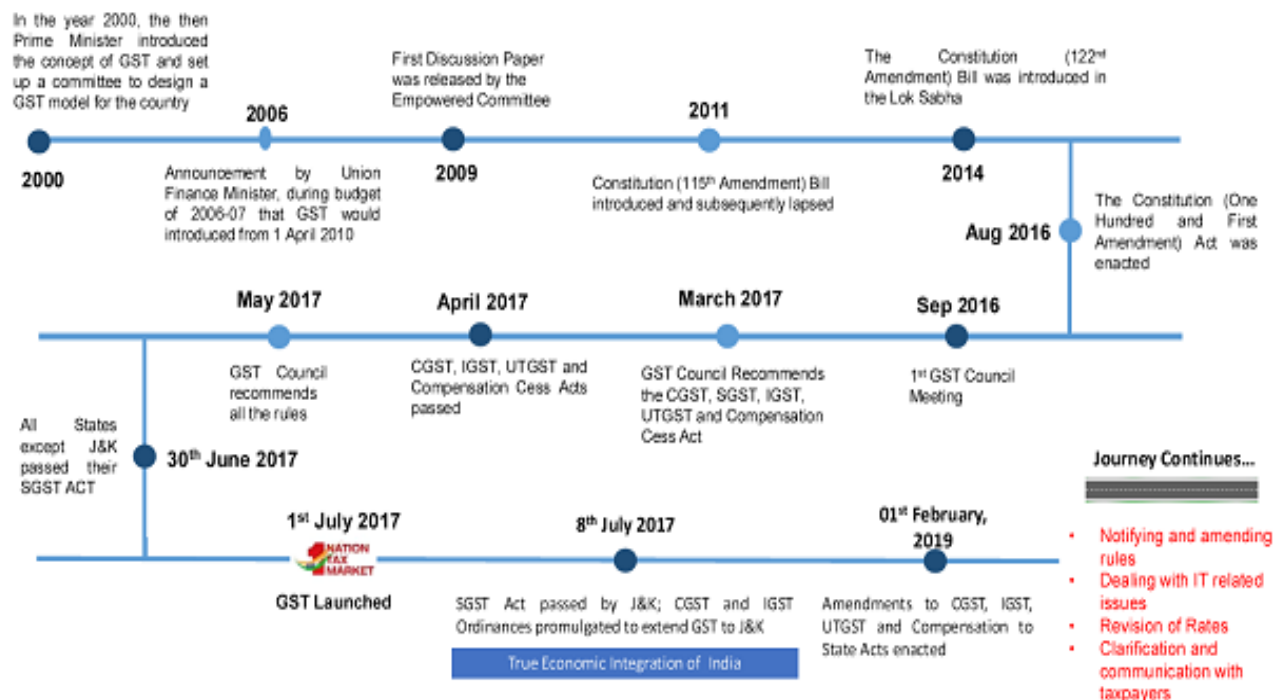 In the year 2000, the then
Prime Minister introduced
the concept of GST and set
up a committee to design a
GST model for the country
2000
2006
Announcement by Union
Finance Minister, during budget
of 2006-07 that GST would
introduced from 1 April 2010
First Discussion Paper
was released by the
Empowered Committee
2009
2011
Constitution (115th Amendment) Bill
introduced and subsequently lapsed
The Constitution (122nd
Amendment) Bill was introduced in
the Lok Sabha
2014
Aug 2016
The Constitution (One
Hundred and First
Amendment) Act was
enacted
Sep 2016
1st GST Council
Meeting
March 2017
GST Council Recommends
the CGST, SGST, IGST,
UTGST and Compensation
Cess Act
April 2017
CGST, IGST, UTGST and
Compensation Cess Acts
passed
May 2017
GST Council
recommends
all the rules
All States
except J&K
passed their
SGST ACT
30th June 2017
1st July 2017
1 NATION
TAX
MARKET
GST Launched
8th July 2017
SGST Act passed by J&K; CGST and IGST
Ordinances promulgated to extend GST to J&K
True Economic Integration of India
01st February,
2019
Amendments to CGST, IGST,
UTGST and Compensation to
State Acts enacted
Journey Continues...
• Notifying and amending
rules
• Dealing with IT related
issues
• Revision of Rates
• Clarification and
communication with
taxpayers